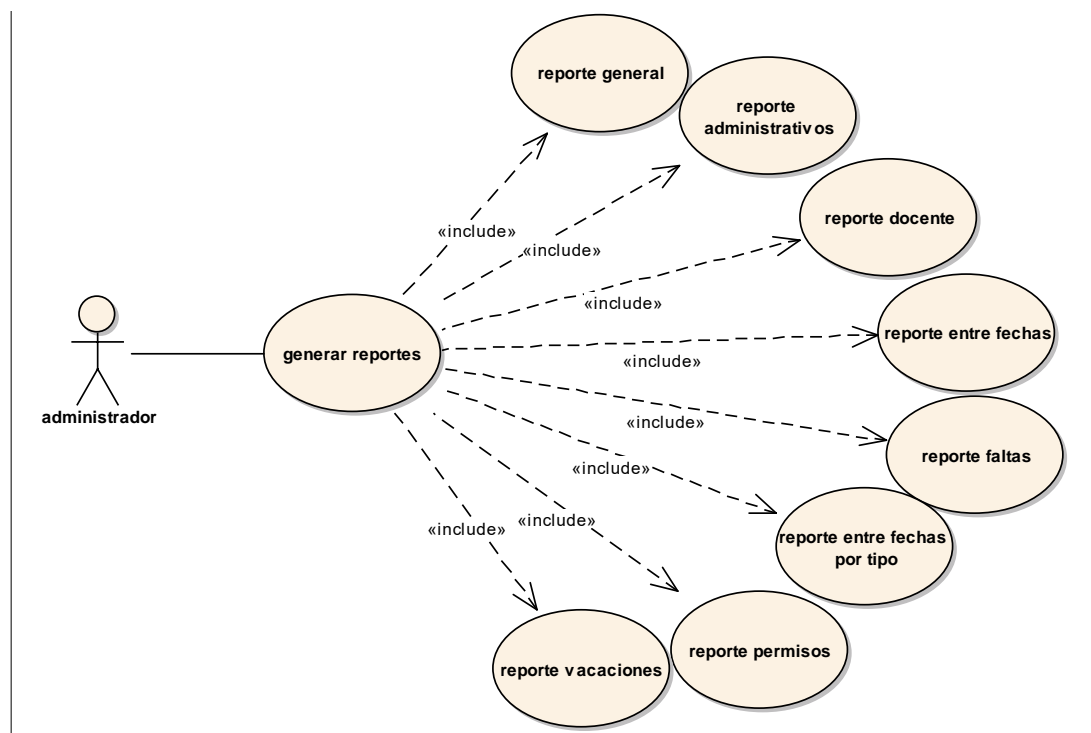 reporte general
reporte
administrativos
reporte docente
«include»
«include»
«include»
reporte entre fechas
generar reportes
«include»
administrador
«include»
reporte faltas
«include»
«include»
«include»
reporte entre fechas
por tipo
reporte permisos
reporte vacaciones